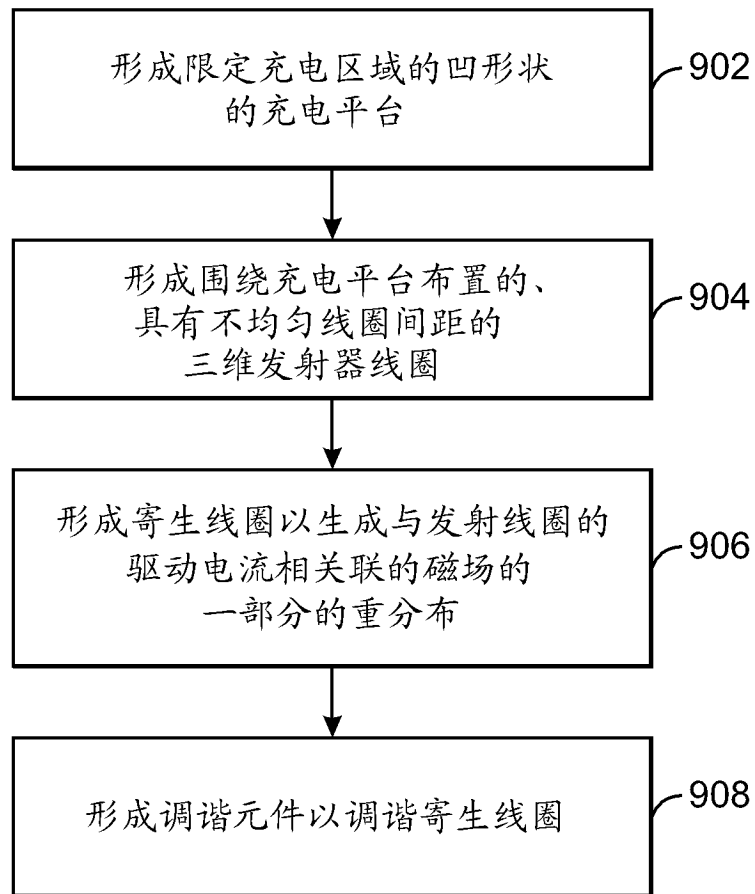 形成限定充电区域的凹形状
的充电平台
902
形成围绕充电平台布置的、
具有不均匀线圈间距的
三维发射器线圈
904
形成寄生线圈以生成与发射线圈的
驱动电流相关联的磁场的
一部分的重分布
906
形成调谐元件以调谐寄生线圈
908